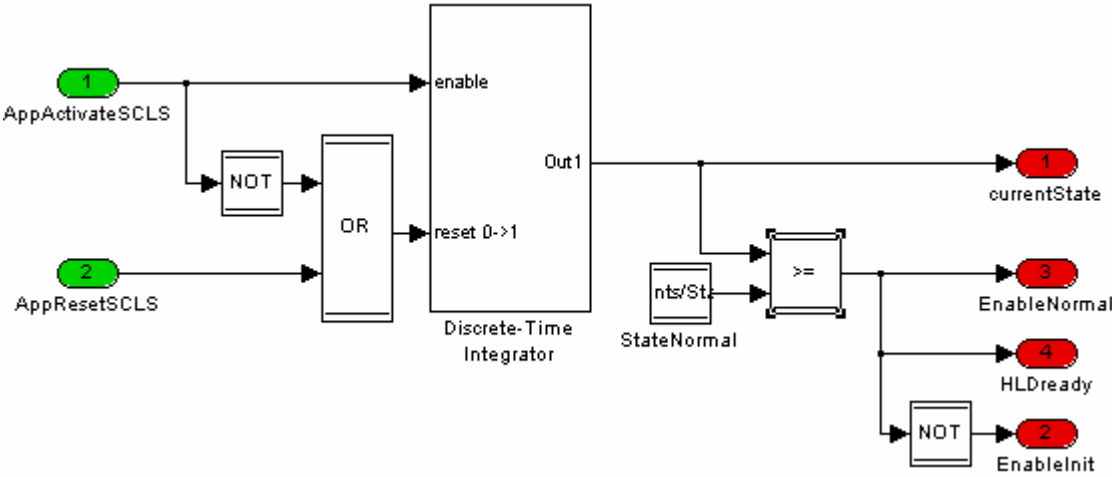 1
AppActivateSCLS
NOT
OR
2
AppResetSCLS
enable
reset 0->1
Out1
Discrete-Time
Integrator
nts/Sta
StateNormal
>=
1
currentState
3
EnableNormal
4
HLDready
NOT
2
EnableInit